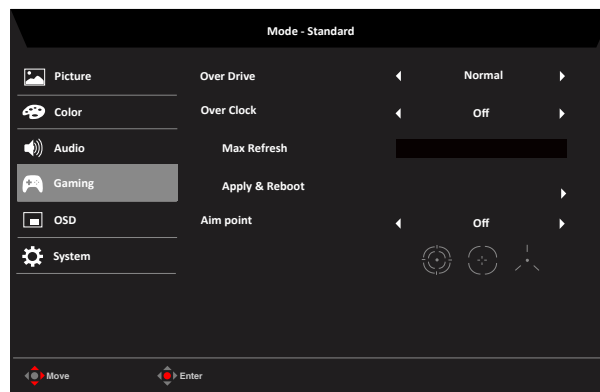 Mode - Standard
Picture
Over Drive
Normal
Color
Over Clock
Off
Audio
Max Refresh
Gaming
Apply & Reboot
OSD
Aim point
Off
System
Move
Enter